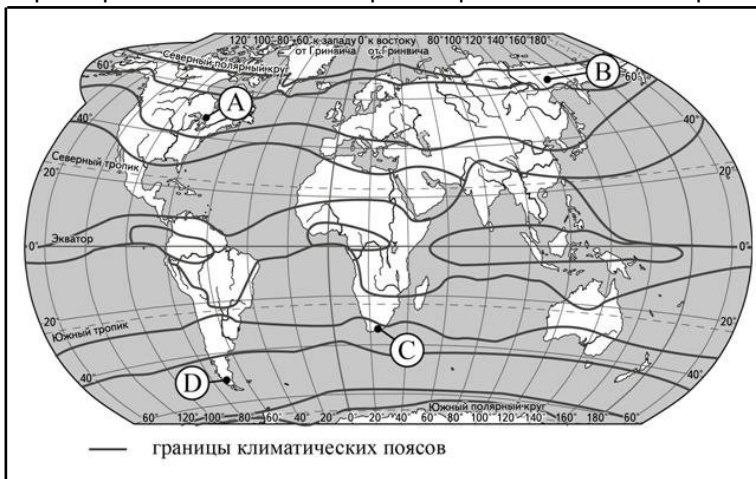 120° 100° 80° 60° к западу 0° к востоку 80° 100° 120° 140° 160° 180°
от Гринвича от Гринвича
Северный полярный круг
60° 60°
A
B
40° 40°
Северный тропик
20° 20°
Экватор
0° 0°
20° 20°
Южный тропик
C
D
40° 40°
Южный полярный круг
60° 120° 100° 80° 60° 40° 20° 0° 20° 40° 60° 80° 100° 120° 140° 160° 180° 60°
границы климатических поясов